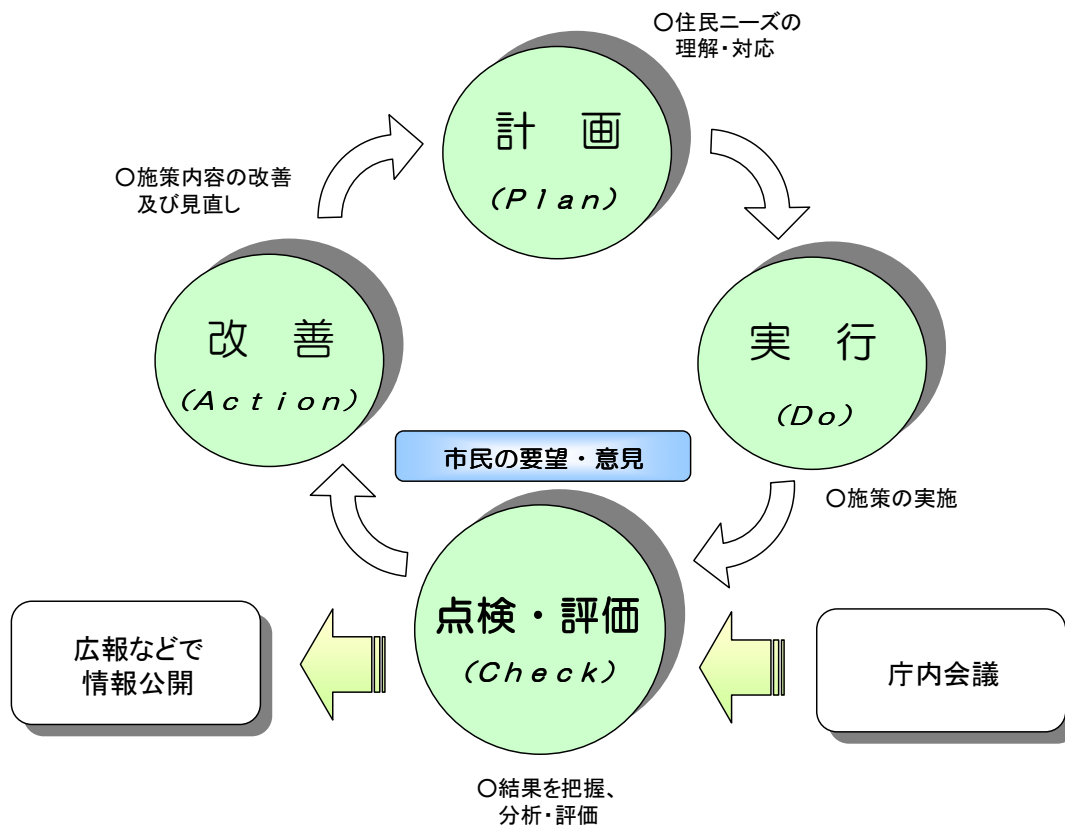 ○住民ニーズの
理解・対応
計 画
(Plan)
○施策内容の改善
及び見直し
改 善
(Action)
実 行
(Do)
市民の要望・意見
○施策の実施
点検・評価
(Check)
広報などで
情報公開
庁内会議
○結果を把握、
分析・評価